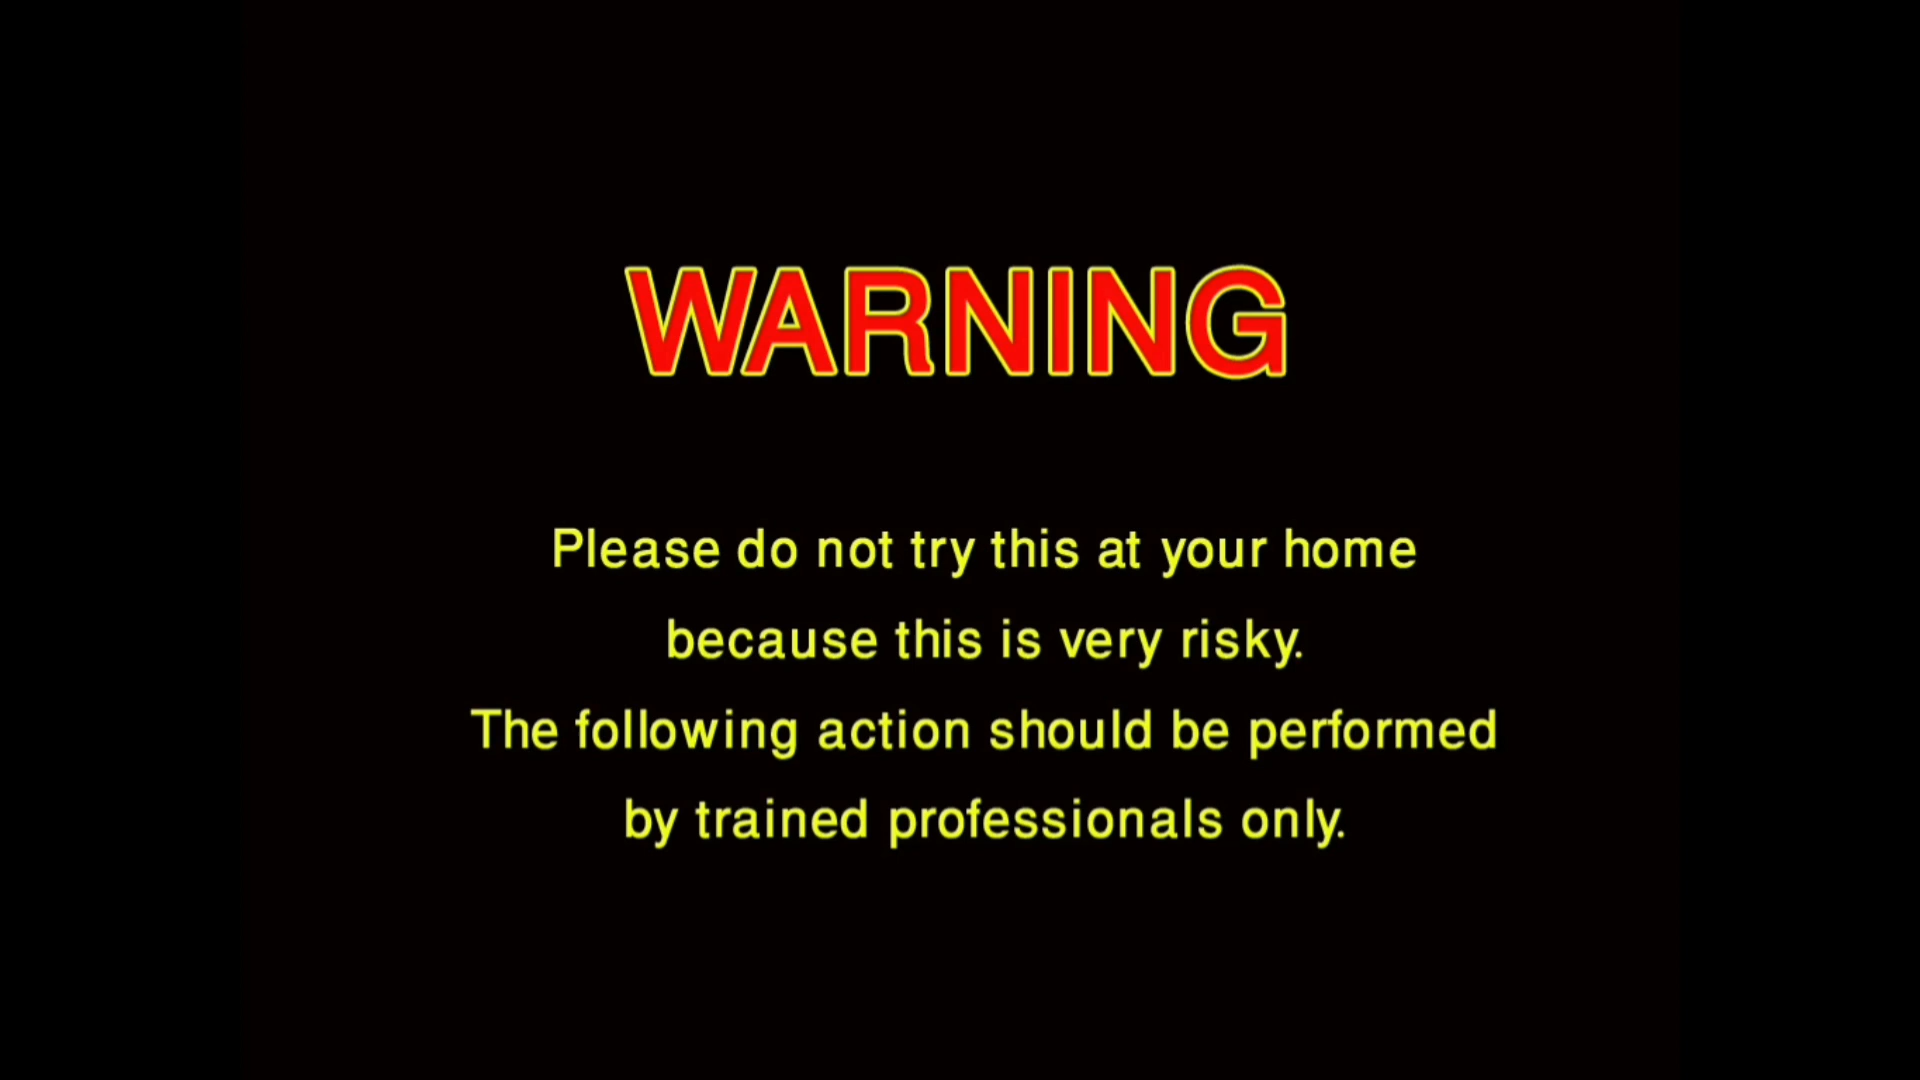 WARNING
Please do not try this at your home
because this is very risky.
The following action should be performed
by trained professionals only.